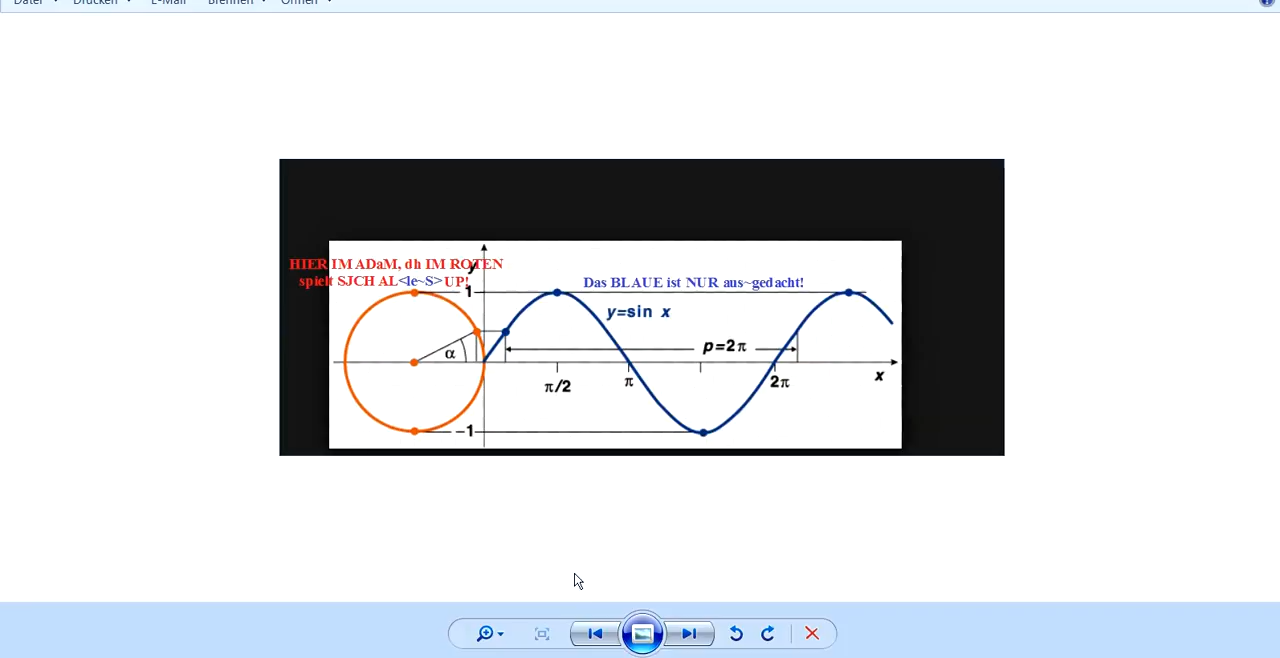 Datei Drucken E-Mail Brennen Öffnen
HIER IM ADaM, dh IM ROTEN
spielt SJCH AL<le~S> UP!
y
Das BLAUE ist NUR aus~gedacht!
1
y=sin x
α
p=2π
π/2
π
2π
x
−1